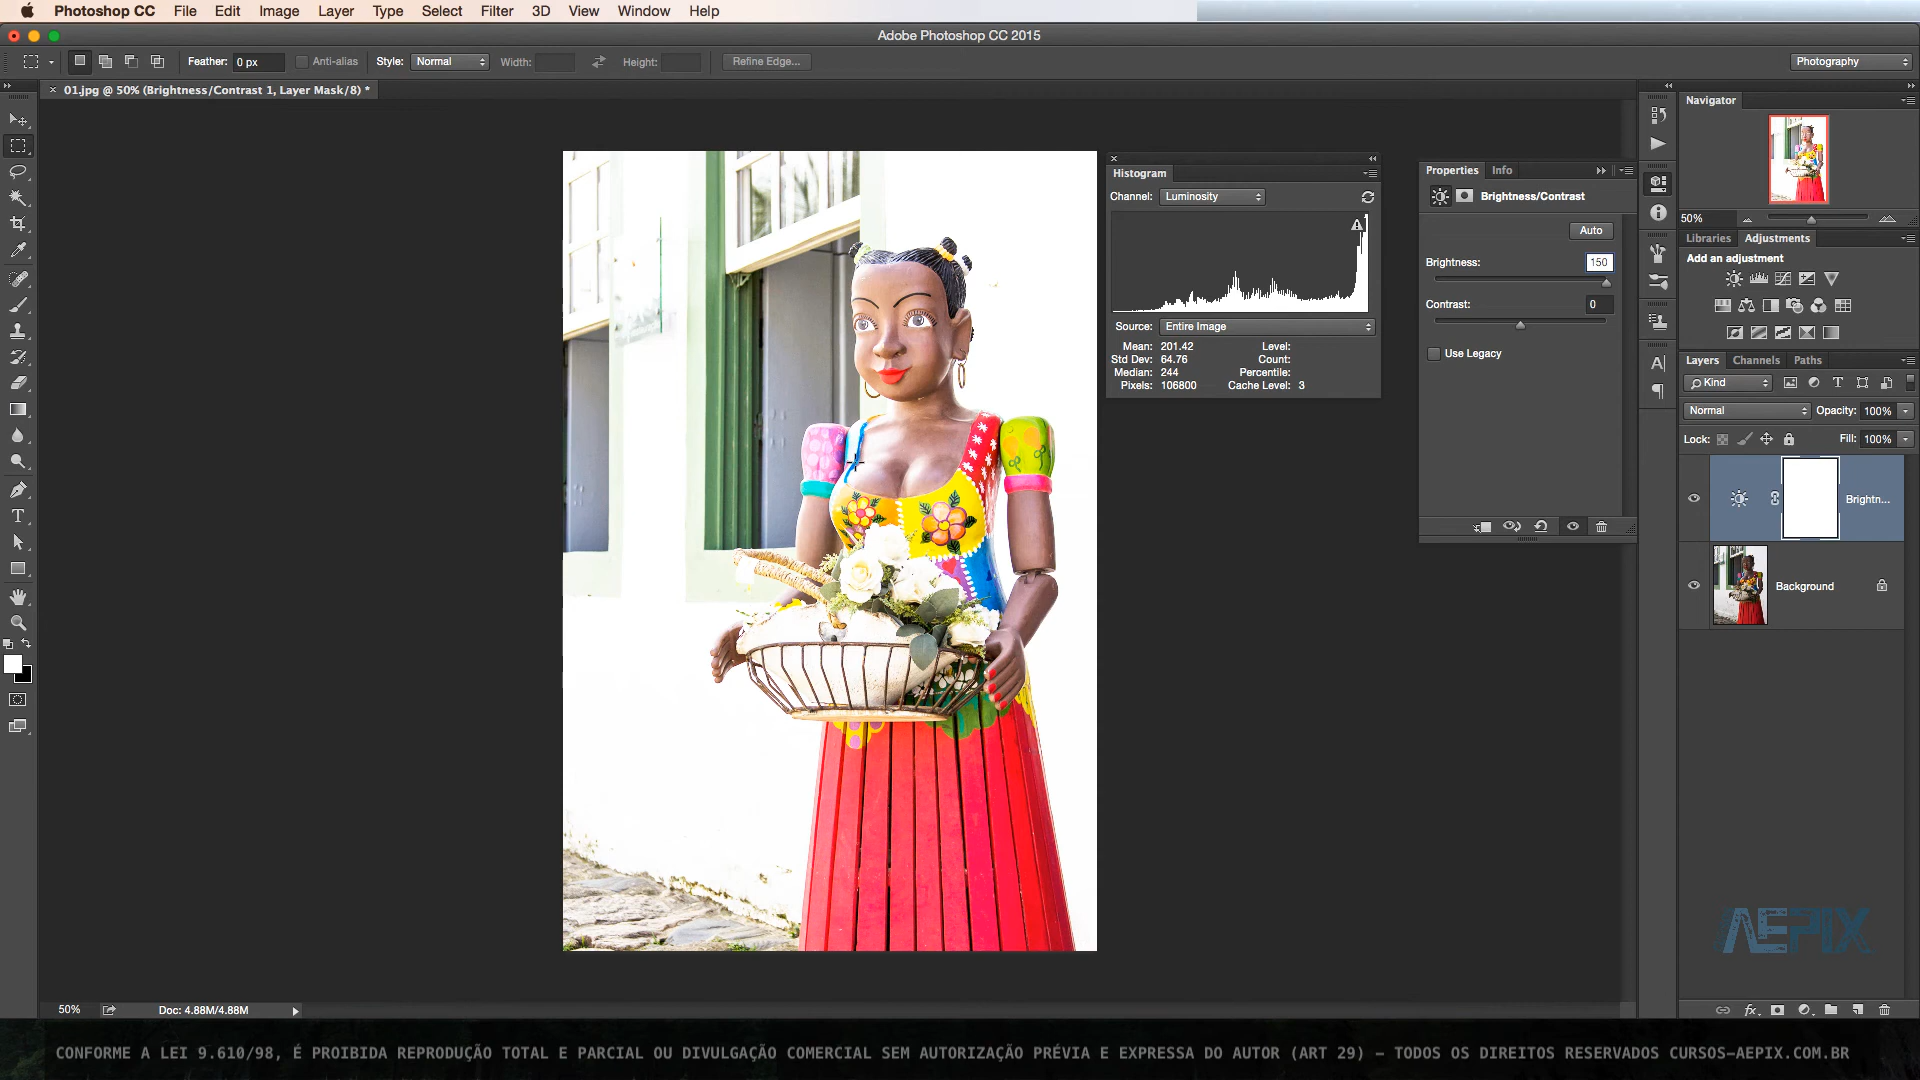 Photoshop CC File Edit Image Layer Type Select Filter 3D View Window Help
Adobe Photoshop CC 2015
Feather: 0 px Anti-alias Style: Normal Width: Height: Refine Edge... Photography
01.jpg @ 50% (Brightness/Contrast 1, Layer Mask/8) *
Histogram
Channel: Luminosity
Source: Entire Image
Mean: 201.42 Level:
Std Dev: 64.76 Count:
Median: 244 Percentile:
Pixels: 106800 Cache Level: 3
Properties Info
Brightness/Contrast
Auto
Brightness: 150
Contrast: 0
Use Legacy
Navigator
50%
Libraries Adjustments
Add an adjustment
Layers Channels Paths
Kind
Normal Opacity: 100%
Lock: Fill: 100%
Brightn...
Background
AEPIX
50% Doc: 4.88M/4.88M
CONFORME A LEI 9.610/98, É PROIBIDA REPRODUÇÃO TOTAL E PARCIAL OU DIVULGAÇÃO COMERCIAL SEM AUTORIZAÇÃO PRÉVIA E EXPRESSA DO AUTOR (ART 29) - TODOS OS DIREITOS RESERVADOS CURSOS-AEPIX.COM.BR